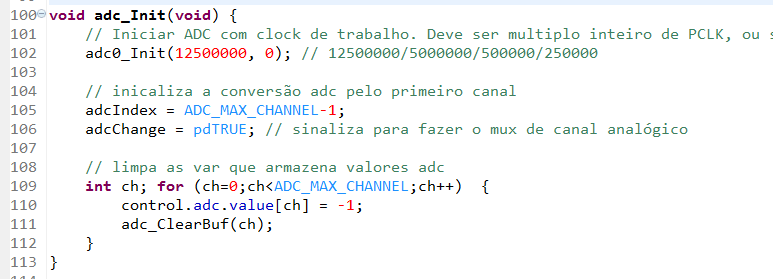 100 void adc_Init(void) {
101 // Iniciar ADC com clock de trabalho. Deve ser multiplo inteiro de PCLK, ou s
102 adc0_Init(12500000, 0); // 12500000/5000000/500000/250000
103
104 // inicaliza a conversão adc pelo primeiro canal
105 adcIndex = ADC_MAX_CHANNEL-1;
106 adcChange = pdTRUE; // sinaliza para fazer o mux de canal analógico
107
108 // limpa as var que armazena valores adc
109 int ch; for (ch=0;ch<ADC_MAX_CHANNEL;ch++) {
110 control.adc.value[ch] = -1;
111 adc_ClearBuf(ch);
112 }
113 }